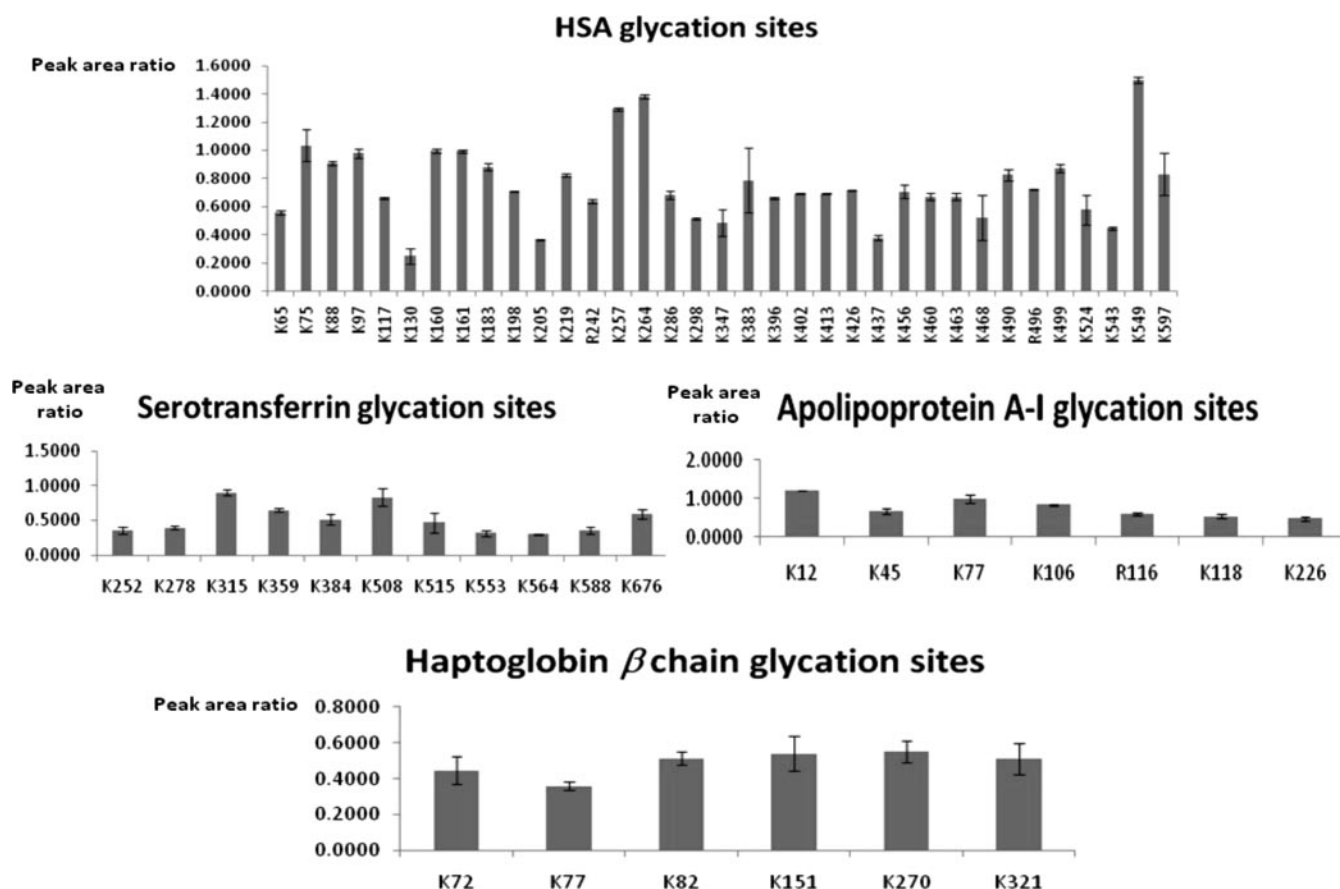 HSA glycation sites
Peak area ratio
1.6000
1.4000
1.2000
1.0000
0.8000
0.6000
0.4000
0.2000
0.0000
K65 K75 K88 K97 K117 K130 K160 K161 K183 K198 K205 K219 R242 K257 K264 K286 K298 K347 K383 K396 K402 K413 K426 K437 K456 K460 K463 K468 K490 R496 K499 K524 K543 K549 K597
Peak area
ratio
Serotransferrin glycation sites
1.5000
1.0000
0.5000
0.0000
K252 K278 K315 K359 K384 K508 K515 K553 K564 K588 K676
Peak area
ratio
Apolipoprotein A-I glycation sites
2.0000
1.0000
0.0000
K12 K45 K77 K106 R116 K118 K226
Haptoglobin β chain glycation sites
Peak area ratio
0.8000
0.6000
0.4000
0.2000
0.0000
K72 K77 K82 K151 K270 K321